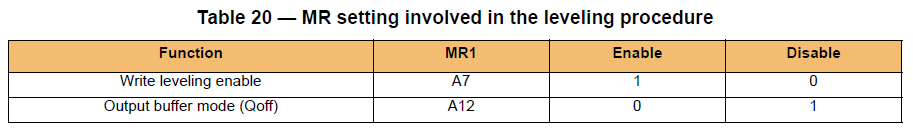 Table 20 — MR setting involved in the leveling procedure
Function MR1 Enable Disable
Write leveling enable A7 1 0
Output buffer mode (Qoff) A12 0 1